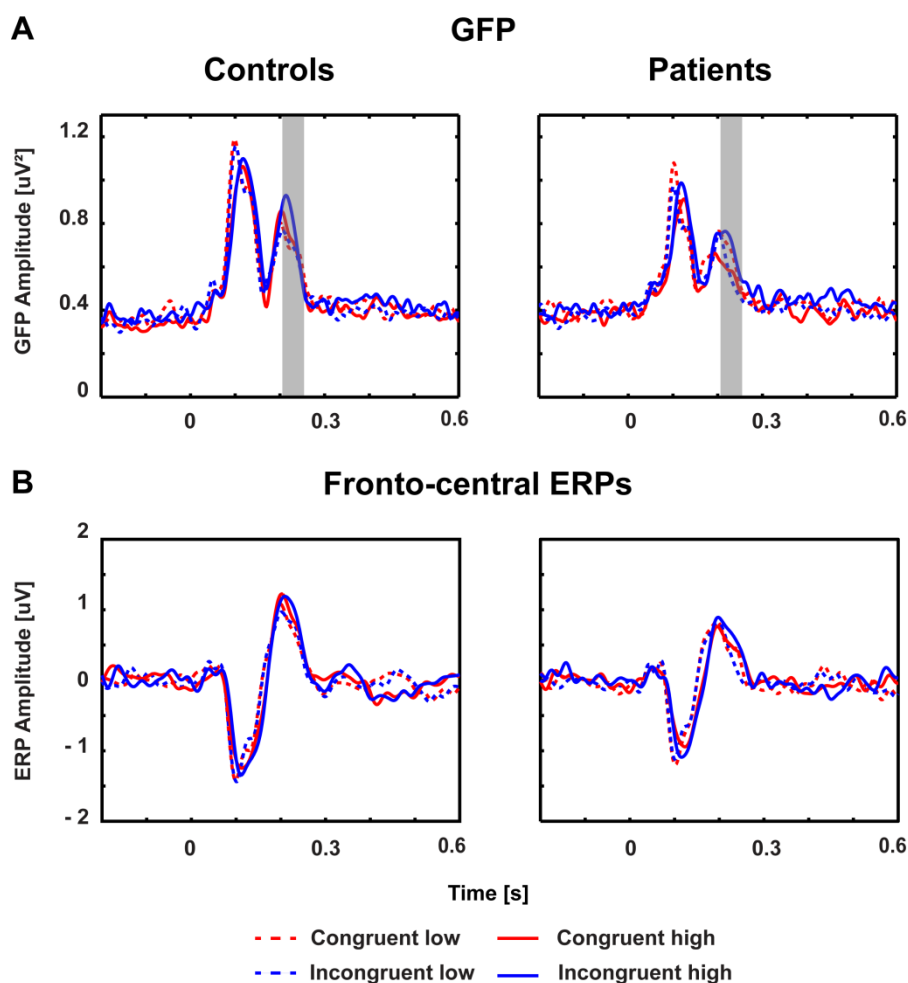 A
GFP
Controls
Patients
GFP Amplitude [uV²]
1.2
0.8
0.4
0
0
0.3
0.6
0
0.3
0.6
B
Fronto-central ERPs
ERP Amplitude [uV]
2
1
0
- 1
- 2
0
0.3
0.6
0
0.3
0.6
Time [s]
Congruent low
Congruent high
Incongruent low
Incongruent high